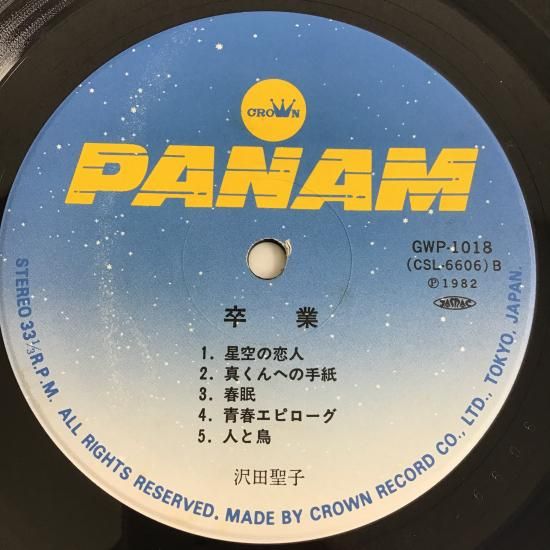 CROWN
PANAM
GWP-1018
(CSL-6606) B
Ⓟ1982
JASRAC
卒 業
1. 星空の恋人
2. 真くんへの手紙
3. 春眠
4. 青春エピローグ
5. 人と鳥
沢田聖子
STEREO 33⅓ R.P.M. ALL RIGHTS RESERVED. MADE BY CROWN RECORD CO., LTD., TOKYO, JAPAN.